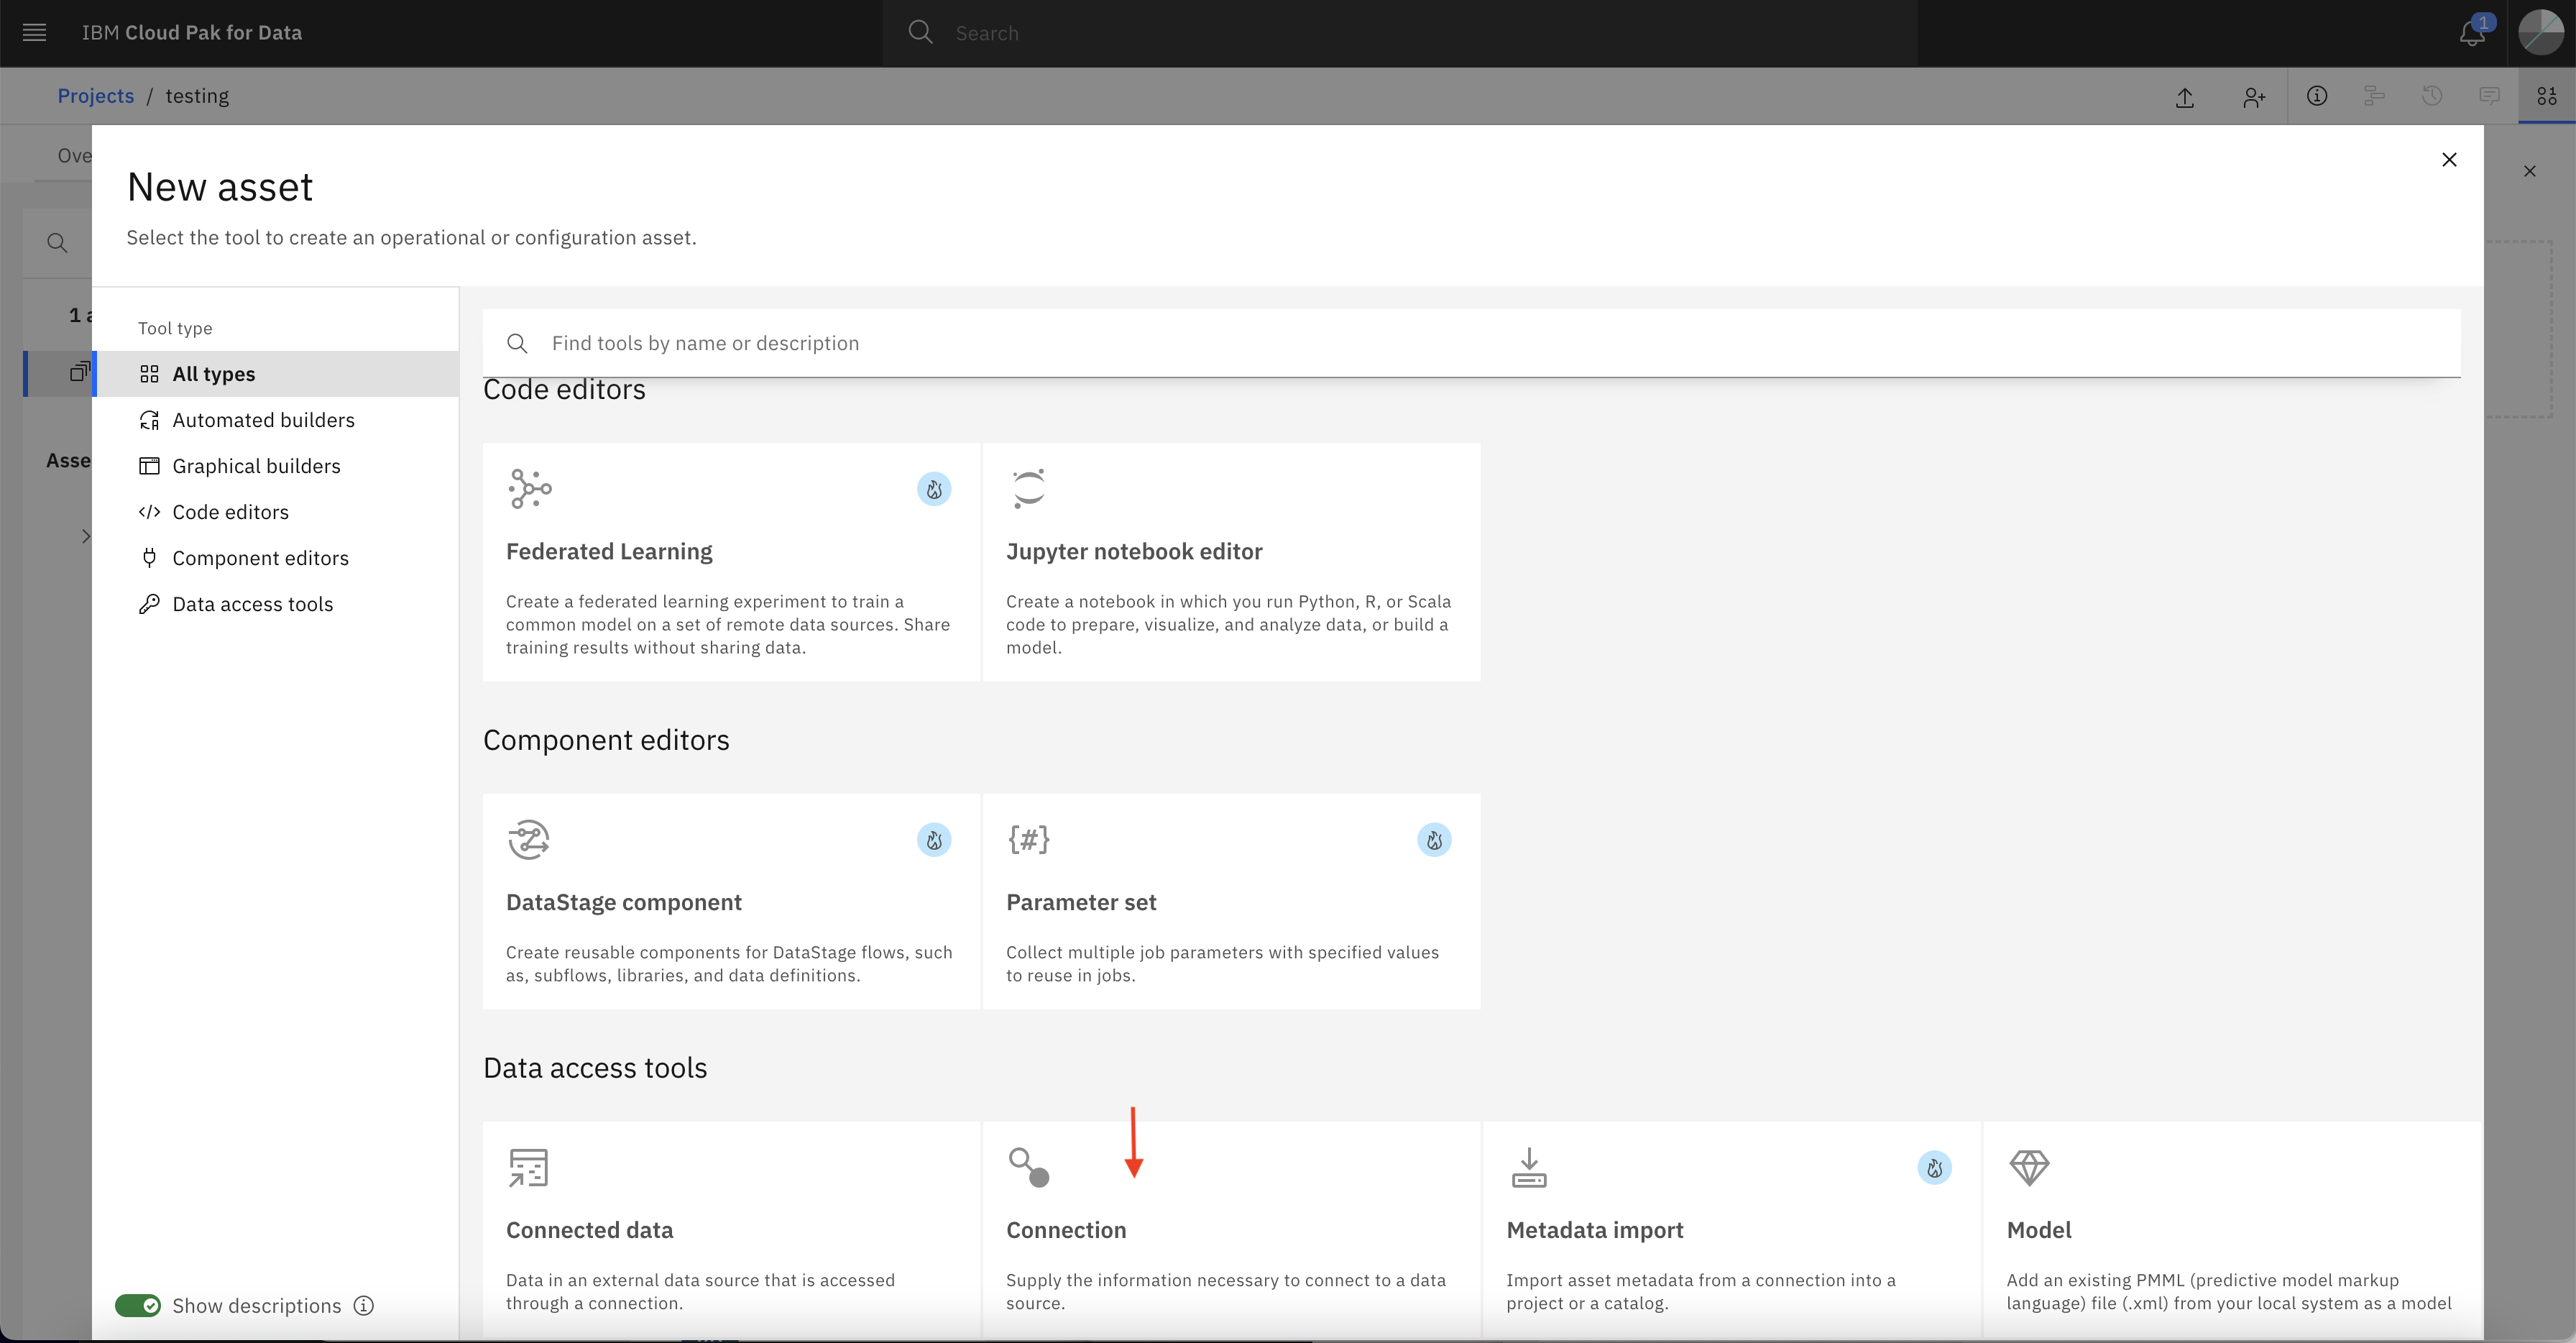 IBM Cloud Pak for Data
Search
1
Projects / testing
Ove
New asset
Select the tool to create an operational or configuration asset.
1 a
Asse
Tool type
All types
Automated builders
Graphical builders
Code editors
Component editors
Data access tools
Show descriptions
Find tools by name or description
Code editors
Federated Learning
Create a federated learning experiment to train a
common model on a set of remote data sources. Share
training results without sharing data.
Jupyter notebook editor
Create a notebook in which you run Python, R, or Scala
code to prepare, visualize, and analyze data, or build a
model.
Component editors
DataStage component
Create reusable components for DataStage flows, such
as, subflows, libraries, and data definitions.
{#}
Parameter set
Collect multiple job parameters with specified values
to reuse in jobs.
Data access tools
Connected data
Data in an external data source that is accessed
through a connection.
Connection
Supply the information necessary to connect to a data
source.
Metadata import
Import asset metadata from a connection into a
project or a catalog.
Model
Add an existing PMML (predictive model markup
language) file (.xml) from your local system as a model